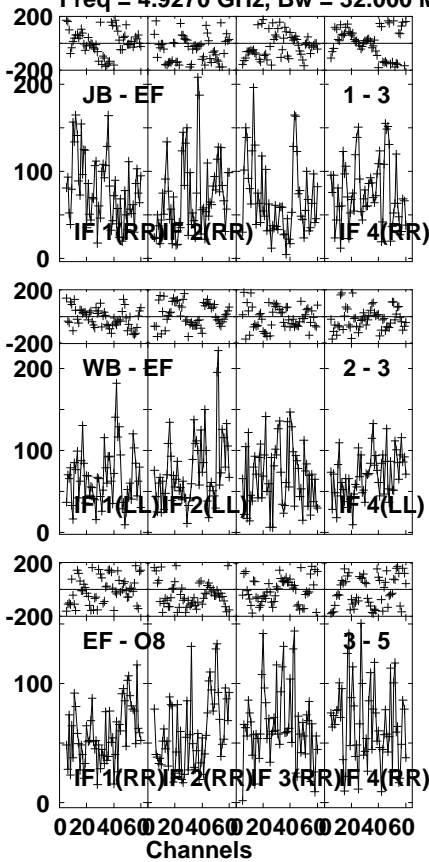 Freq = 4.9270 GHz, Bw = 32.000 M
200
-200
200
JB - EF 1 - 3
100
IF 1(RR) IF 2(RR) IF 4(RR)
0
200
-200
200
WB - EF 2 - 3
100
IF 1(LL) IF 2(LL) IF 4(LL)
0
200
-200
EF - O8 3 - 5
100
IF 1(RR) IF 2(RR) IF 3(RR) IF 4(RR)
0
0 20 40 60 0 20 40 60 0 20 40 60 0 20 40 60
Channels